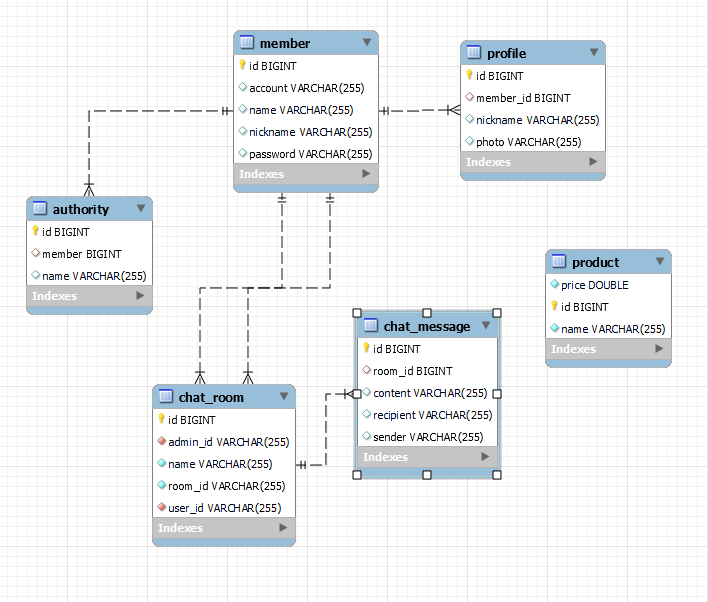 member
id BIGINT
account VARCHAR(255)
name VARCHAR(255)
nickname VARCHAR(255)
password VARCHAR(255)
Indexes
profile
id BIGINT
member_id BIGINT
nickname VARCHAR(255)
photo VARCHAR(255)
Indexes
authority
id BIGINT
member BIGINT
name VARCHAR(255)
Indexes
product
price DOUBLE
id BIGINT
name VARCHAR(255)
Indexes
chat_message
id BIGINT
room_id BIGINT
content VARCHAR(255)
recipient VARCHAR(255)
sender VARCHAR(255)
Indexes
chat_room
id BIGINT
admin_id VARCHAR(255)
name VARCHAR(255)
room_id VARCHAR(255)
user_id VARCHAR(255)
Indexes